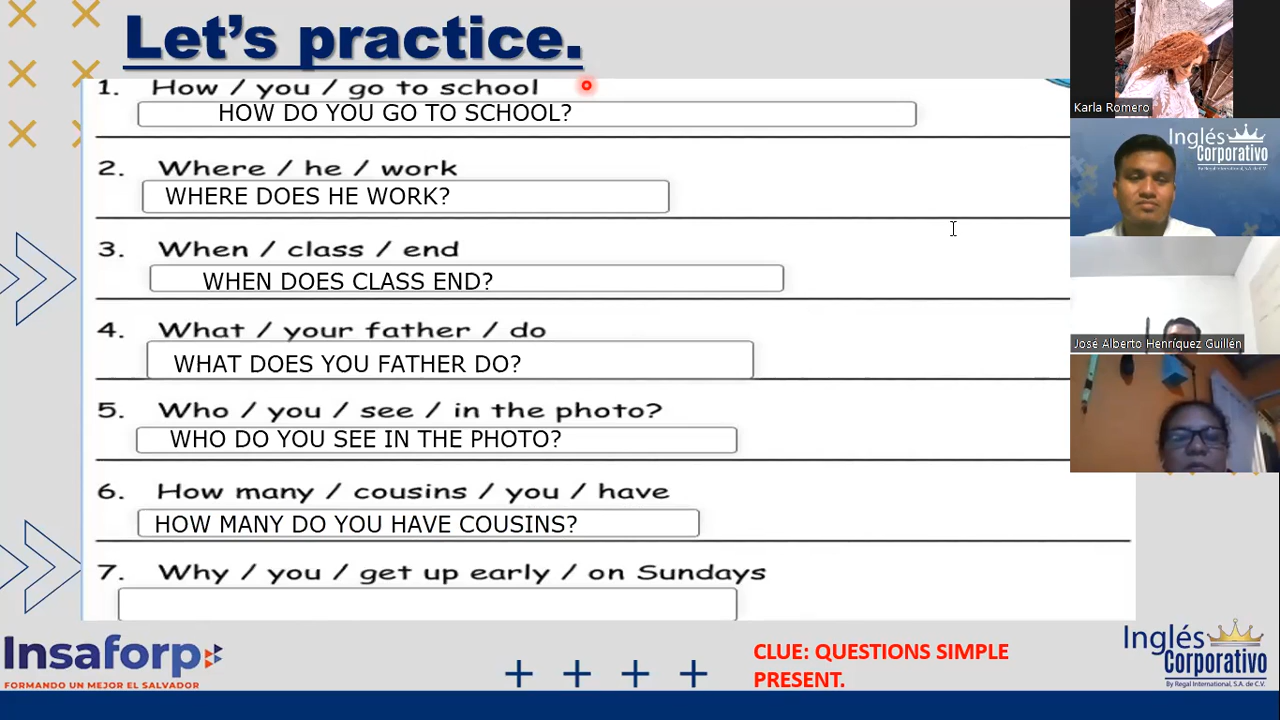 Let's practice.
1. How / you / go to school
HOW DO YOU GO TO SCHOOL?
2. Where / he / work
WHERE DOES HE WORK?
3. When / class / end
WHEN DOES CLASS END?
4. What / your father / do
WHAT DOES YOU FATHER DO?
5. Who / you / see / in the photo?
WHO DO YOU SEE IN THE PHOTO?
6. How many / cousins / you / have
HOW MANY DO YOU HAVE COUSINS?
7. Why / you / get up early / on Sundays
Karla Romero
Inglés
Corporativo
By Regal International, S.A. de C.V.
José Alberto Henríquez Guillén
Insaforp
FORMANDO UN MEJOR EL SALVADOR
CLUE: QUESTIONS SIMPLE
PRESENT.
Inglés
Corporativo
By Regal International, S.A. de C.V.